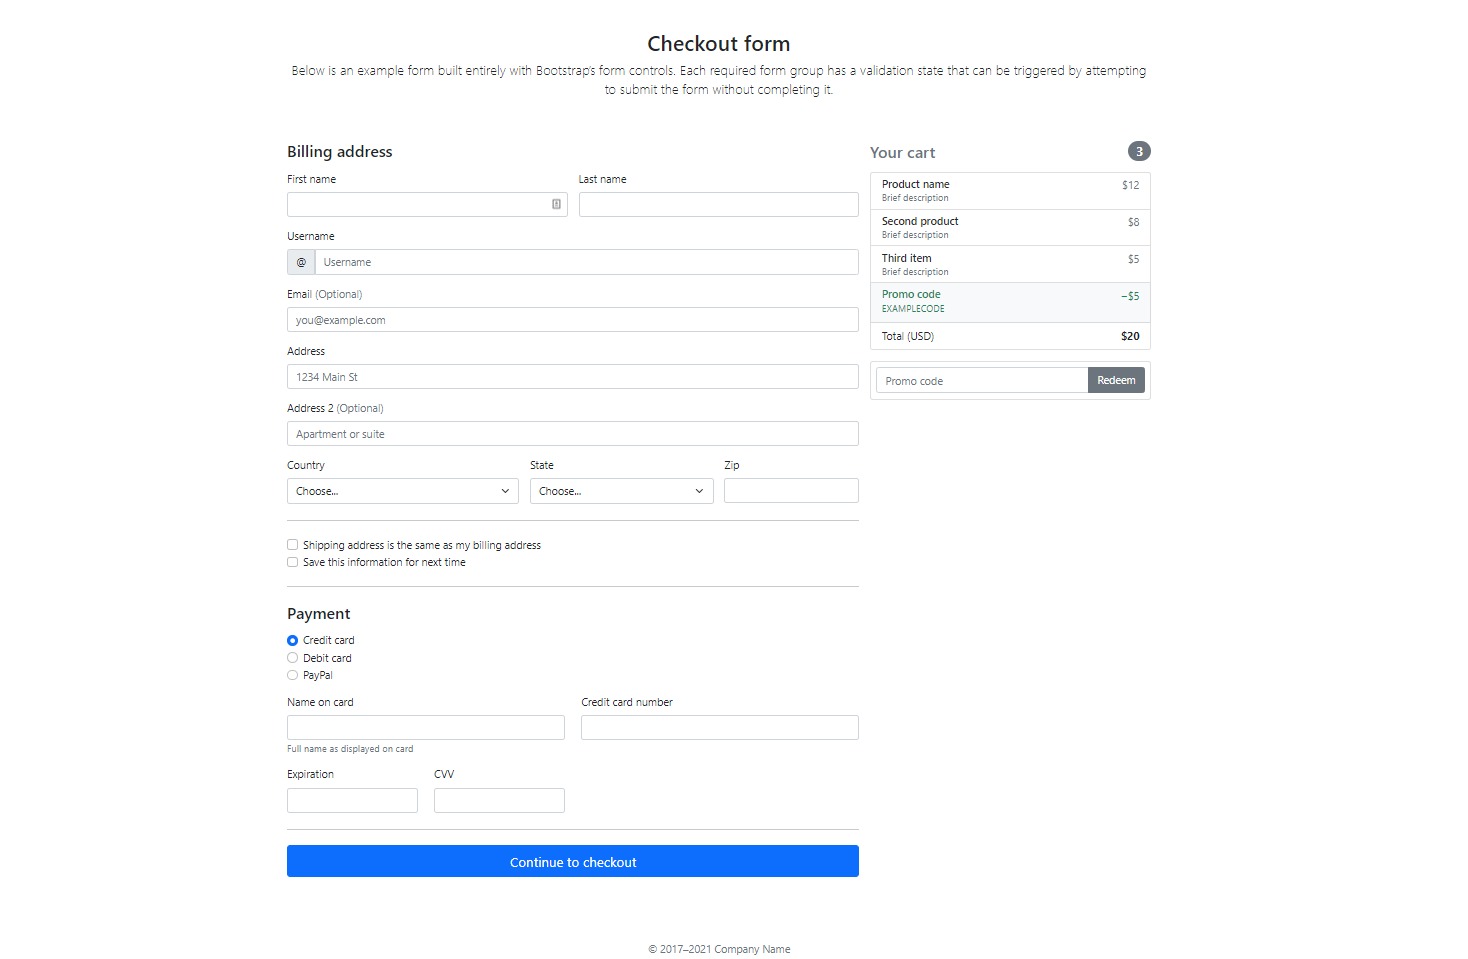 Checkout form
Below is an example form built entirely with Bootstrap's form controls. Each required form group has a validation state that can be triggered by attempting
to submit the form without completing it.
Billing address
First name
Last name
Username
@
Username
Email (Optional)
you@example.com
Address
1234 Main St
Address 2 (Optional)
Apartment or suite
Country
State
Zip
Choose...
Choose...
Shipping address is the same as my billing address
Save this information for next time
Payment
Credit card
Debit card
PayPal
Name on card
Credit card number
Full name as displayed on card
Expiration
CVV
Continue to checkout
Your cart
3
Product name
$12
Brief description
Second product
$8
Brief description
Third item
$5
Brief description
Promo code
−$5
EXAMPLECODE
Total (USD)
$20
Promo code
Redeem
© 2017–2021 Company Name